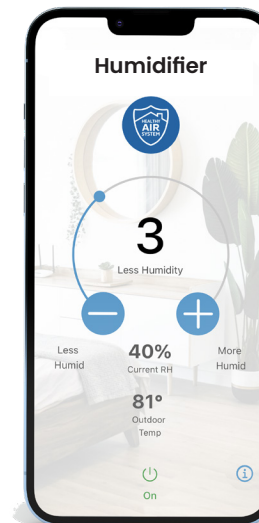 Humidifier
HEALTHY
AIR
SYSTEM
3
Less Humidity
Less
Humid
40%
Current RH
More
Humid
81°
Outdoor
Temp
On